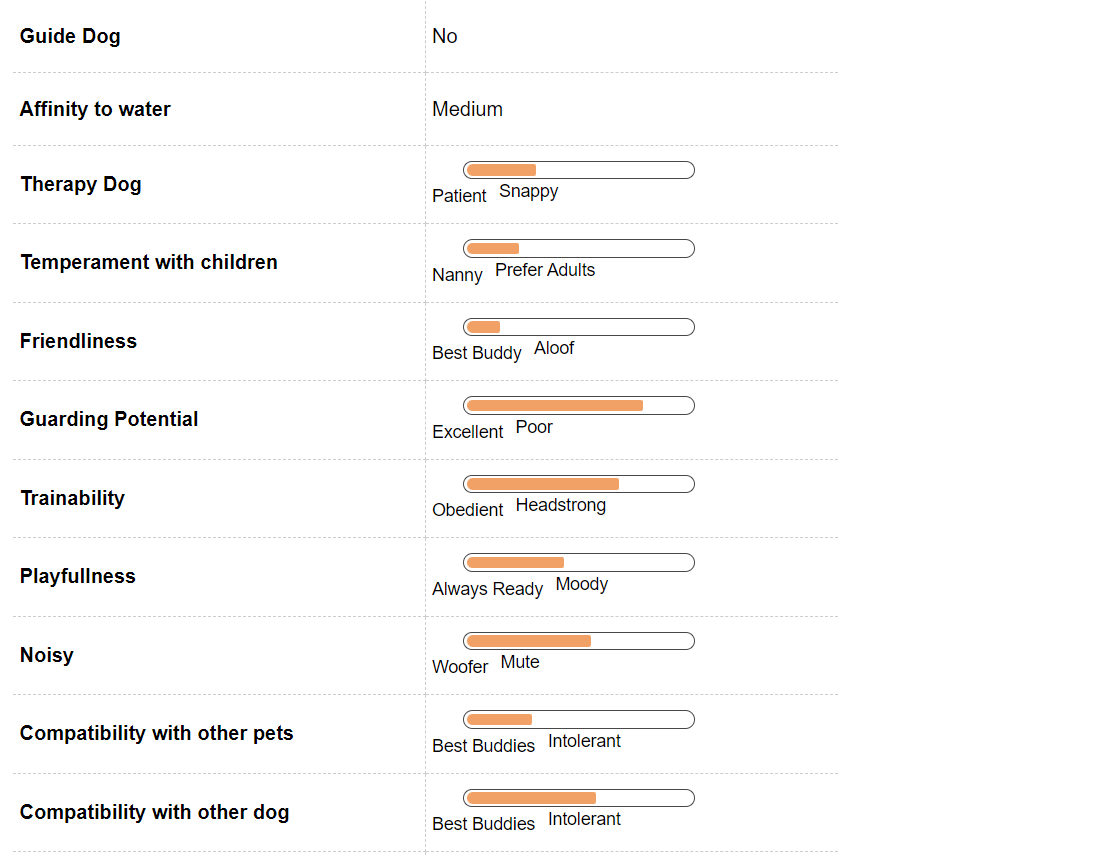 Guide Dog No
Affinity to water Medium
Therapy Dog Patient Snappy
Temperament with children Nanny Prefer Adults
Friendliness Best Buddy Aloof
Guarding Potential Excellent Poor
Trainability Obedient Headstrong
Playfullness Always Ready Moody
Noisy Woofer Mute
Compatibility with other pets Best Buddies Intolerant
Compatibility with other dog Best Buddies Intolerant